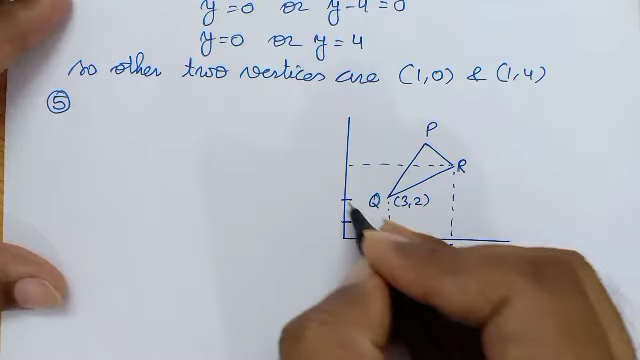 y=0 or y-4=0
y=0 or y=4
so other two vertices are (1,0) & (1,4)
5
P
R
Q (3,2)